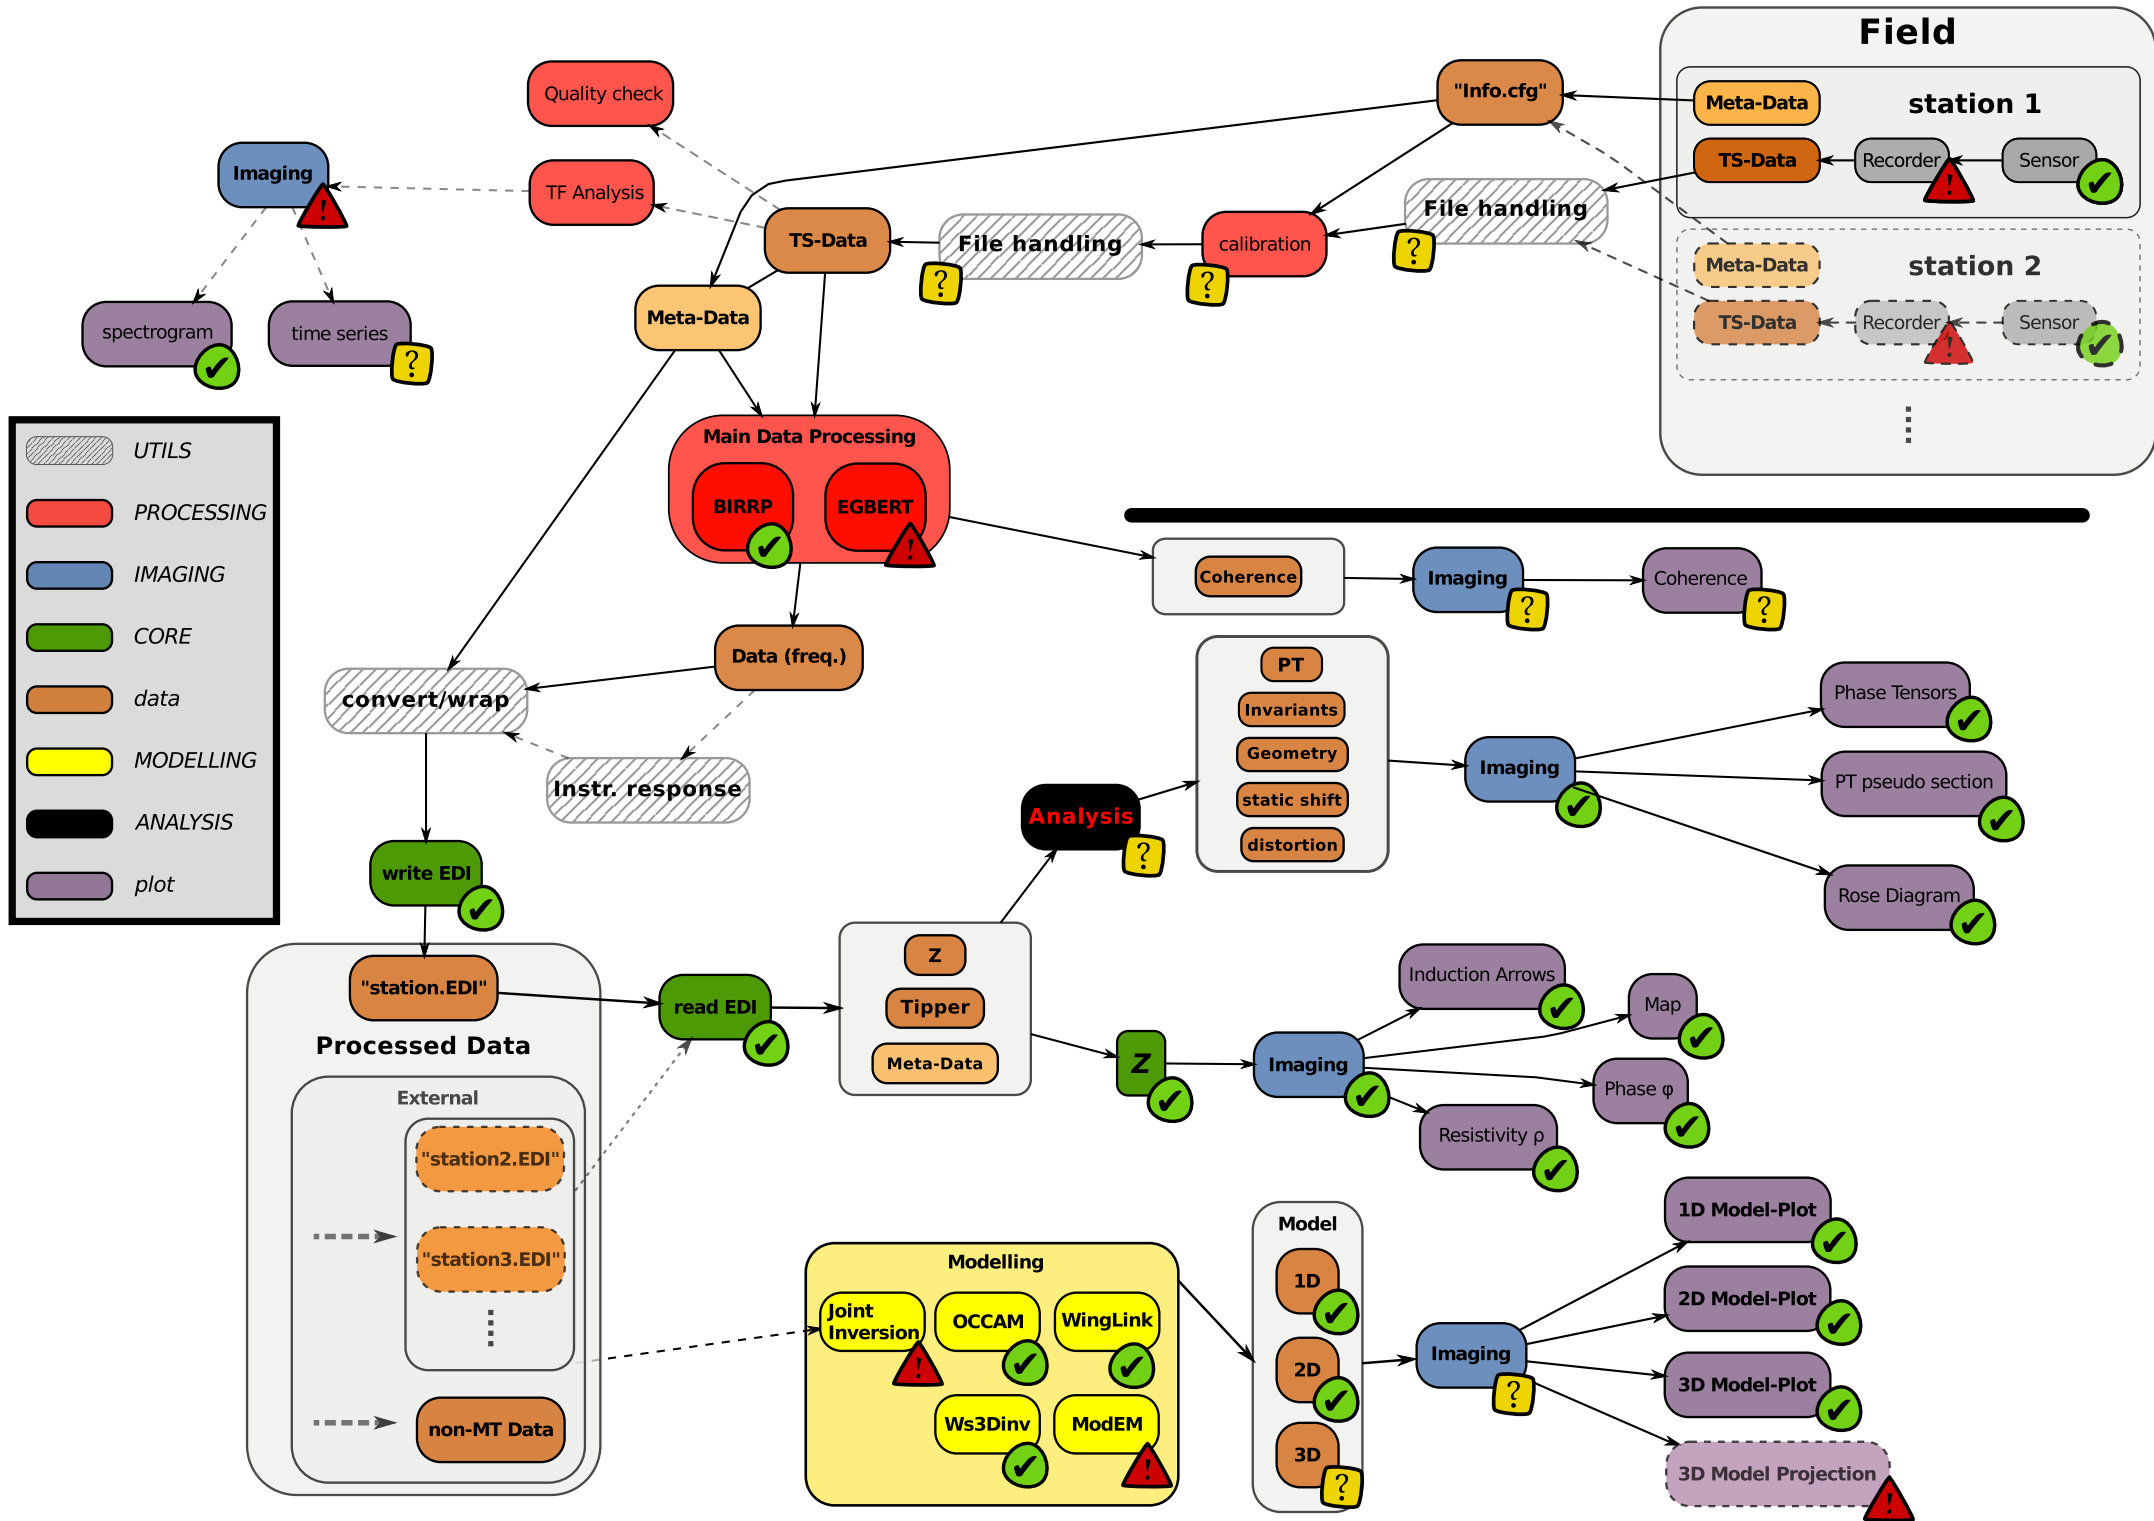 Field
Quality check
"Info.cfg"
Meta-Data
station 1
Imaging
!
TF Analysis
TS-Data
Recorder
!
Sensor
✔
File handling
?
TS-Data
File handling
?
calibration
?
Meta-Data
station 2
Meta-Data
TS-Data
Recorder
!
Sensor
✔
spectrogram
✔
time series
?
Main Data Processing
BIRRP
✔
EGBERT
!
UTILS
PROCESSING
IMAGING
CORE
data
MODELLING
ANALYSIS
plot
Coherence
Imaging
?
Coherence
?
Data (freq.)
convert/wrap
Instr. response
PT
Invariants
Geometry
static shift
distortion
Imaging
✔
Phase Tensors
✔
PT pseudo section
✔
Rose Diagram
✔
Analysis
?
write EDI
✔
"station.EDI"
Processed Data
External
"station2.EDI"
"station3.EDI"
non-MT Data
read EDI
✔
Z
Tipper
Meta-Data
Z
✔
Imaging
✔
Induction Arrows
✔
Map
✔
Phase φ
✔
Resistivity ρ
✔
Modelling
Joint
Inversion
!
OCCAM
✔
WingLink
✔
Ws3Dinv
✔
ModEM
!
Model
1D
✔
2D
✔
3D
?
Imaging
?
1D Model-Plot
✔
2D Model-Plot
✔
3D Model-Plot
✔
3D Model Projection
!